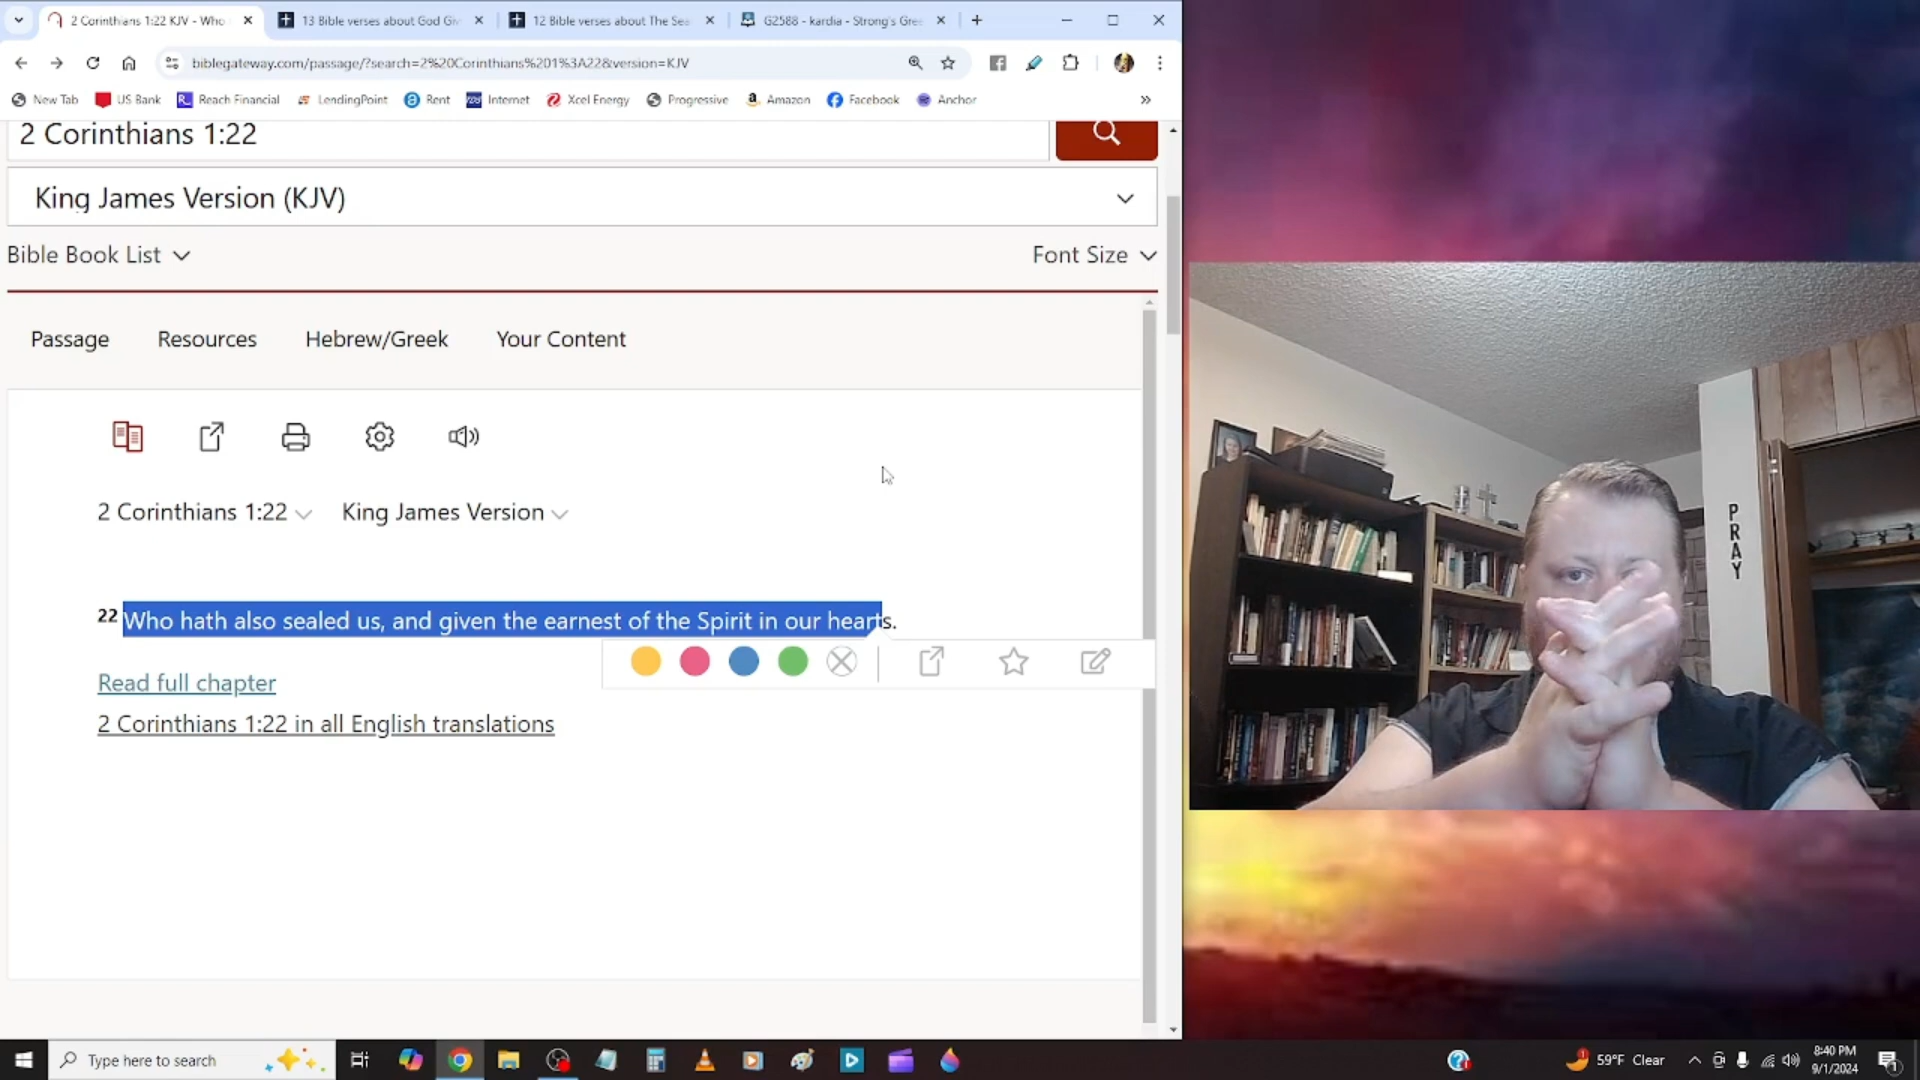 2 Corinthians 1:22 KJV - Who
13 Bible verses about God Giv
12 Bible verses about The Sea
G2588 - kardia - Strong's Gree
biblegateway.com/passage/?search=2%20Corinthians%201%3A22&version=KJV
New Tab
US Bank
Reach Financial
LendingPoint
Rent
Internet
Xcel Energy
Progressive
Amazon
Facebook
Anchor
»
2 Corinthians 1:22
King James Version (KJV)
Bible Book List
Font Size
Passage
Resources
Hebrew/Greek
Your Content
2 Corinthians 1:22
King James Version
22 Who hath also sealed us, and given the earnest of the Spirit in our hearts.
Read full chapter
2 Corinthians 1:22 in all English translations
PRAY
Type here to search
59°F Clear
8:40 PM
9/1/2024